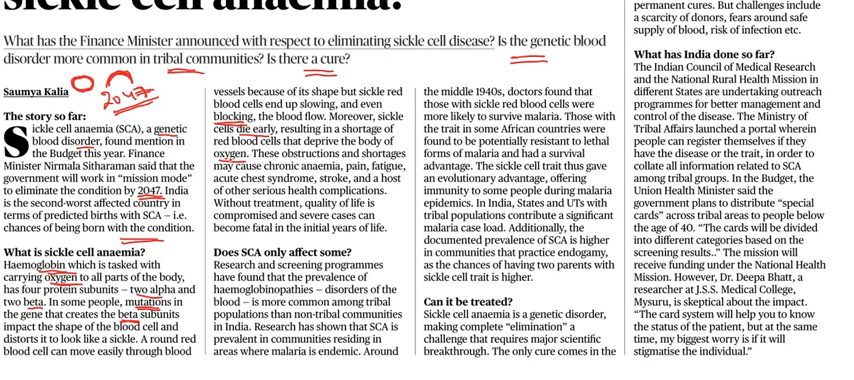 sickle cell anaemia?
What has the Finance Minister announced with respect to eliminating sickle cell disease? Is the genetic blood
disorder more common in tribal communities? Is there a cure?
Saumya Kalia
2047
The story so far:
Sickle cell anaemia (SCA), a genetic
blood disorder, found mention in
the Budget this year. Finance
Minister Nirmala Sitharaman said that the
government will work in “mission mode”
to eliminate the condition by 2047. India
is the second-worst affected country in
terms of predicted births with SCA – i.e.
chances of being born with the condition.
What is sickle cell anaemia?
Haemoglobin which is tasked with
carrying oxygen to all parts of the body,
has four protein subunits – two alpha and
two beta. In some people, mutations in
the gene that creates the beta subunits
impact the shape of the blood cell and
distorts it to look like a sickle. A round red
blood cell can move easily through blood
vessels because of its shape but sickle red
blood cells end up slowing, and even
blocking, the blood flow. Moreover, sickle
cells die early, resulting in a shortage of
red blood cells that deprive the body of
oxygen. These obstructions and shortages
may cause chronic anaemia, pain, fatigue,
acute chest syndrome, stroke, and a host
of other serious health complications.
Without treatment, quality of life is
compromised and severe cases can
become fatal in the initial years of life.
Does SCA only affect some?
Research and screening programmes
have found that the prevalence of
haemoglobinopathies – disorders of the
blood – is more common among tribal
populations than non-tribal communities
in India. Research has shown that SCA is
prevalent in communities residing in
areas where malaria is endemic. Around
the middle 1940s, doctors found that
those with sickle red blood cells were
more likely to survive malaria. Those with
the trait in some African countries were
found to be potentially resistant to lethal
forms of malaria and had a survival
advantage. The sickle cell trait thus gave
an evolutionary advantage, offering
immunity to some people during malaria
epidemics. In India, States and UTs with
tribal populations contribute a significant
malaria case load. Additionally, the
documented prevalence of SCA is higher
in communities that practice endogamy,
as the chances of having two parents with
sickle cell trait is higher.
Can it be treated?
Sickle cell anaemia is a genetic disorder,
making complete “elimination” a
challenge that requires major scientific
breakthrough. The only cure comes in the
permanent cures. But challenges include
a scarcity of donors, fears around safe
supply of blood, risk of infection etc.
What has India done so far?
The Indian Council of Medical Research
and the National Rural Health Mission in
different States are undertaking outreach
programmes for better management and
control of the disease. The Ministry of
Tribal Affairs launched a portal wherein
people can register themselves if they
have the disease or the trait, in order to
collate all information related to SCA
among tribal groups. In the Budget, the
Union Health Minister said the
government plans to distribute “special
cards” across tribal areas to people below
the age of 40. “The cards will be divided
into different categories based on the
screening results..” The mission will
receive funding under the National Health
Mission. However, Dr. Deepa Bhatt, a
researcher at J.S.S. Medical College,
Mysuru, is skeptical about the impact.
“The card system will help you to know
the status of the patient, but at the same
time, my biggest worry is if it will
stigmatise the individual.”